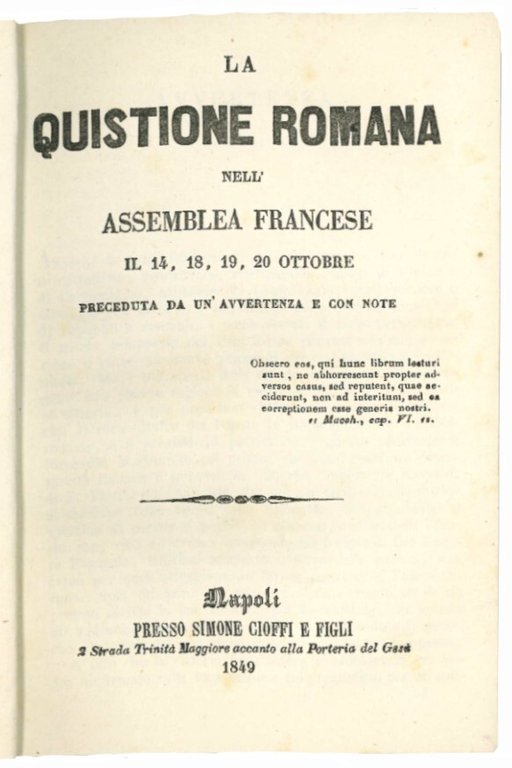 LA
QUISTIONE ROMANA
NELL'
ASSEMBLEA FRANCESE
IL 14, 18, 19, 20 OTTOBRE
PRECEDUTA DA UN' AVVERTENZA E CON NOTE
Obsecro eos, qui hunc librum lecturi
sunt, ne abhorrescant propter ad-
versos casus, sed reputent, quae ac-
ciderunt, non ad interitum, sed ea
correptionem esse generis nostri.
11 Macch., cap. VI. 12.
Napoli
PRESSO SIMONE CIOFFI E FIGLI
2 Strada Trinità Maggiore accanto alla Porteria del Gesù
1849